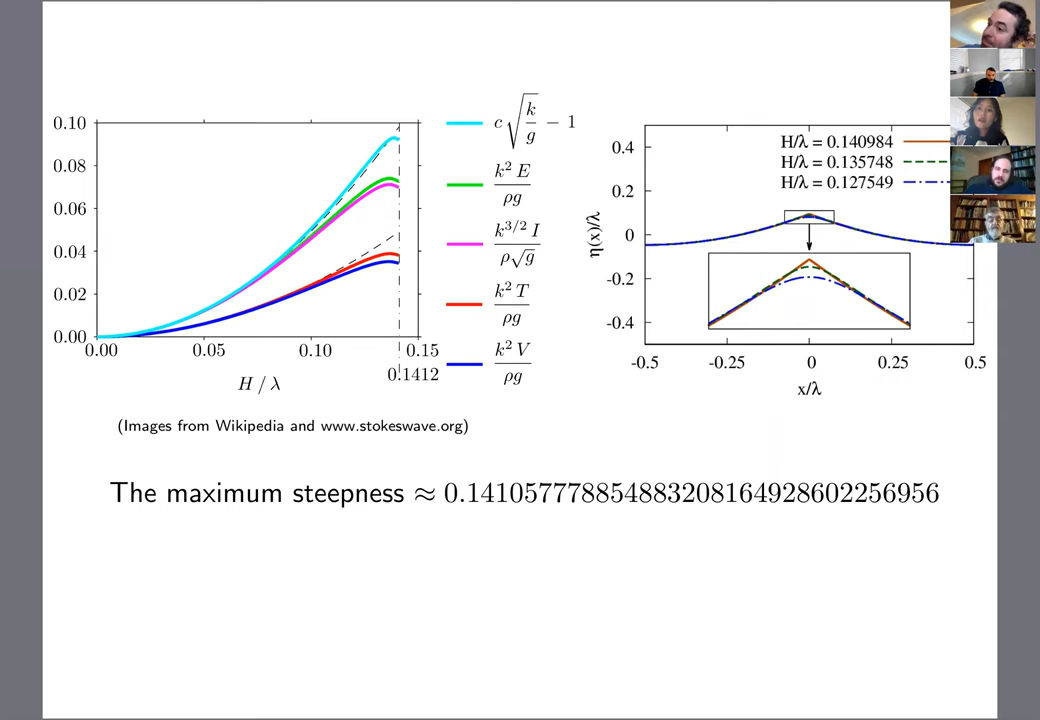 0.10
0.08
0.06
0.04
0.02
0.00
0.00 0.05 0.10 0.15
0.1412
H / λ
c √(k/g) − 1
k² E / ρg
k^{3/2} I / ρ√g
k² T / ρg
k² V / ρg
H/λ = 0.140984
H/λ = 0.135748
H/λ = 0.127549
0.4
0.2
0
-0.2
-0.4
η(x)/λ
-0.5 -0.25 0 0.25 0.5
x/λ
(Images from Wikipedia and www.stokeswave.org)
The maximum steepness ≈ 0.141057778854883208164928602256956